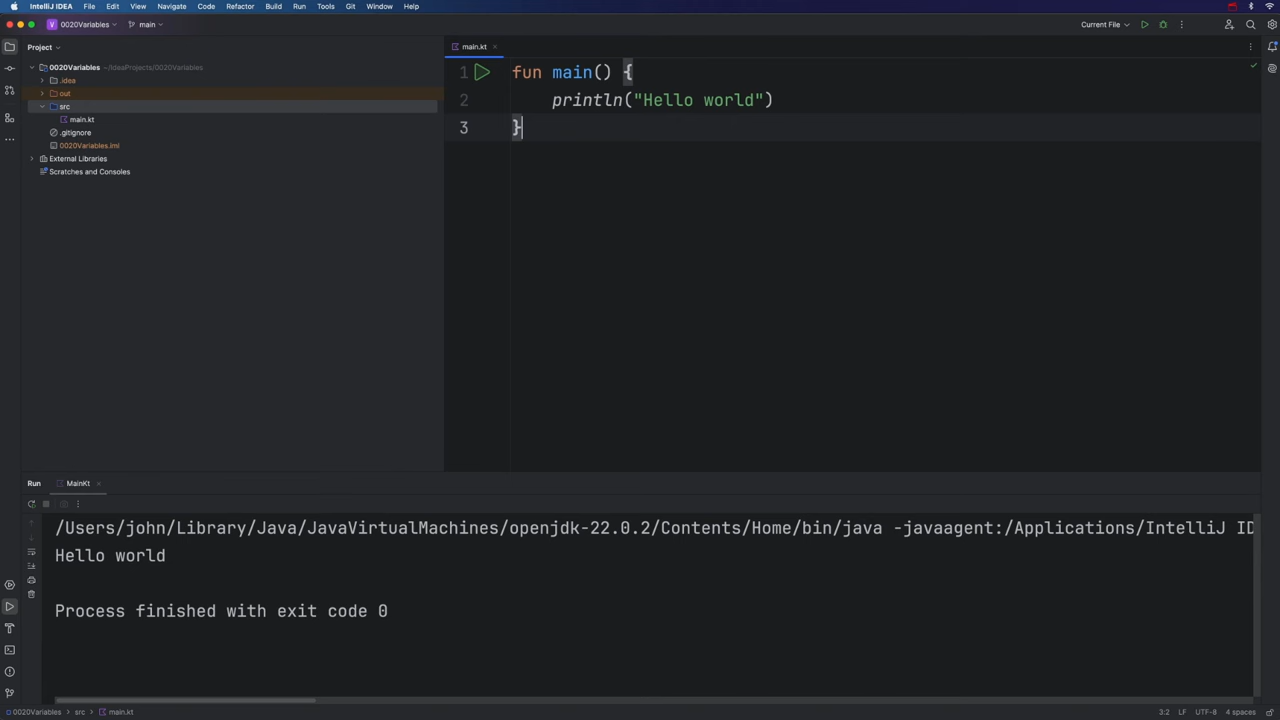 IntelliJ IDEA File Edit View Navigate Code Refactor Build Run Tools Git Window Help
0020Variables main Current File
Project
main.kt
0020Variables ~/IdeaProjects/0020Variables
.idea
out
src
main.kt
.gitignore
0020Variables.iml
External Libraries
Scratches and Consoles
1 fun main() {
2 println("Hello world")
3 }
Run MainKt
/Users/john/Library/Java/JavaVirtualMachines/openjdk-22.0.2/Contents/Home/bin/java -javaagent:/Applications/IntelliJ ID
Hello world
Process finished with exit code 0
0020Variables > src > main.kt 3:2 LF UTF-8 4 spaces